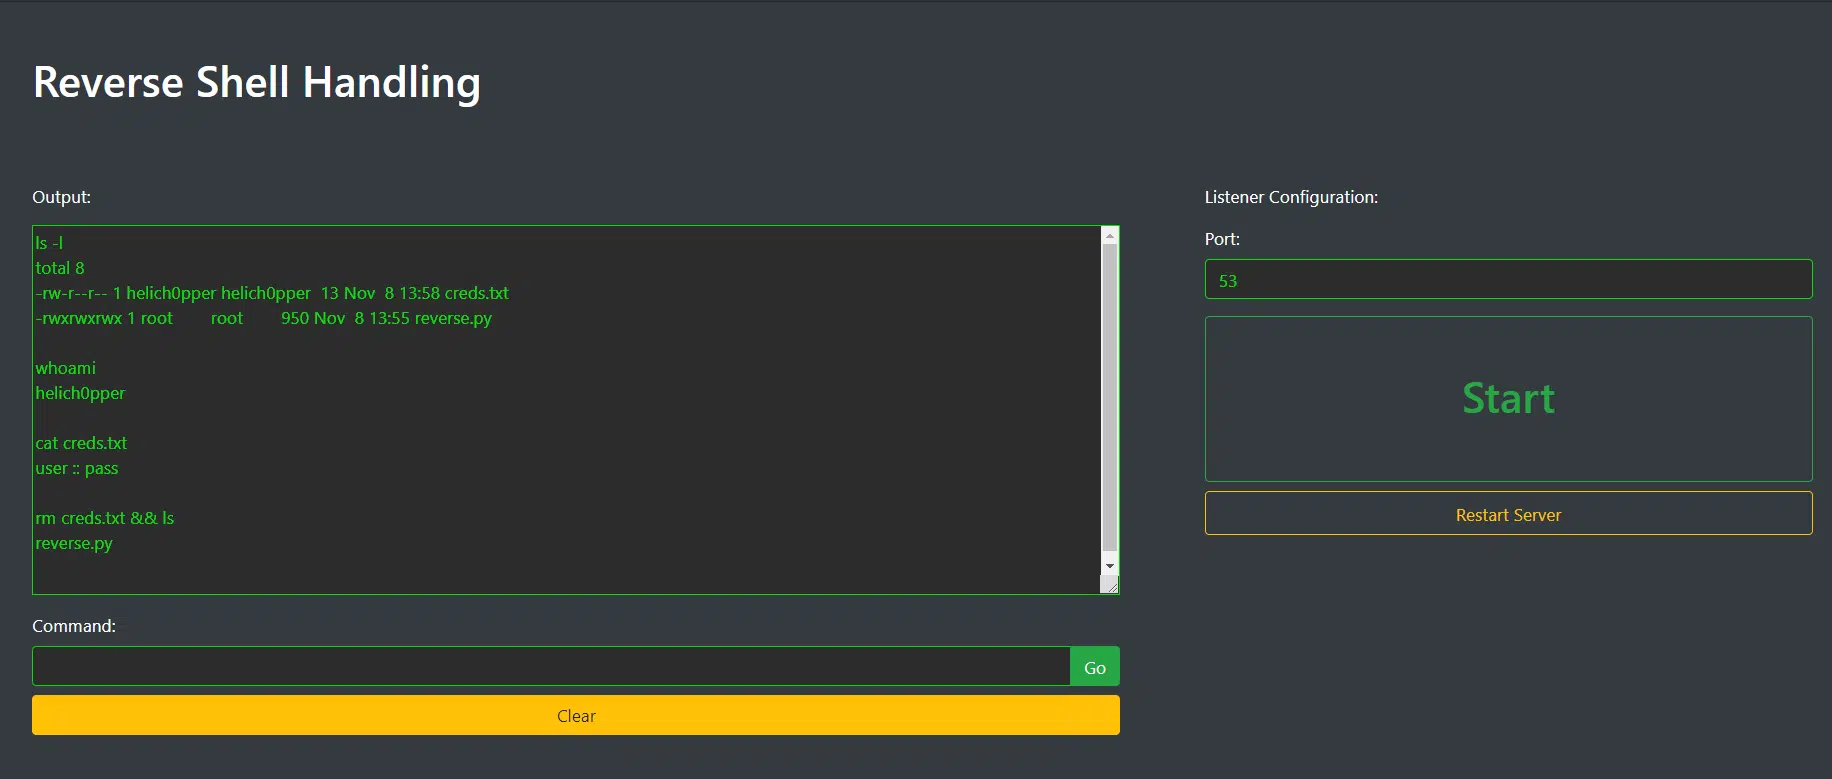 Reverse Shell Handling
Output:
ls -l
total 8
-rw-r--r-- 1 helich0pper helich0pper  13 Nov  8 13:58 creds.txt
-rwxrwxrwx 1 root        root        950 Nov  8 13:55 reverse.py
whoami
helich0pper
cat creds.txt
user :: pass
rm creds.txt && ls
reverse.py
Command:
Go
Clear
Listener Configuration:
Port:
53
Start
Restart Server